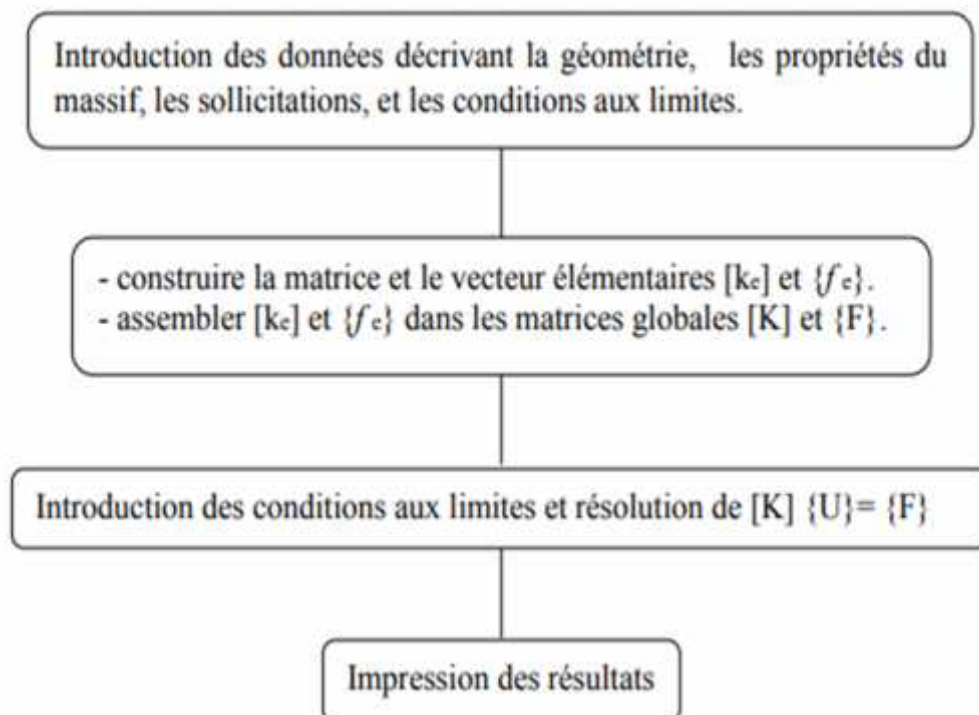 Introduction des données décrivant la géométrie, les propriétés du
massif, les sollicitations, et les conditions aux limites.
- construire la matrice et le vecteur élémentaires [ke] et {fe}.
- assembler [ke] et {fe} dans les matrices globales [K] et {F}.
Introduction des conditions aux limites et résolution de [K] {U}= {F}
Impression des résultats